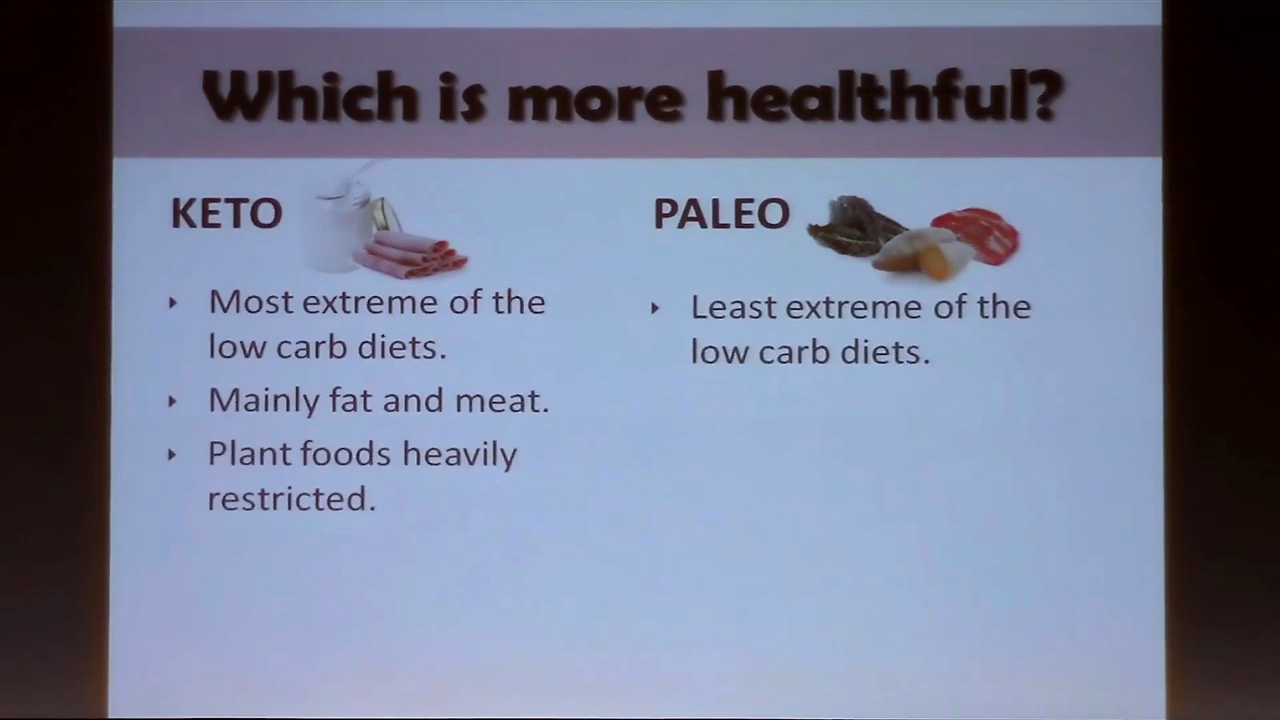 Which is more healthful?
KETO
‣ Most extreme of the
low carb diets.
‣ Mainly fat and meat.
‣ Plant foods heavily
restricted.
PALEO
‣ Least extreme of the
low carb diets.